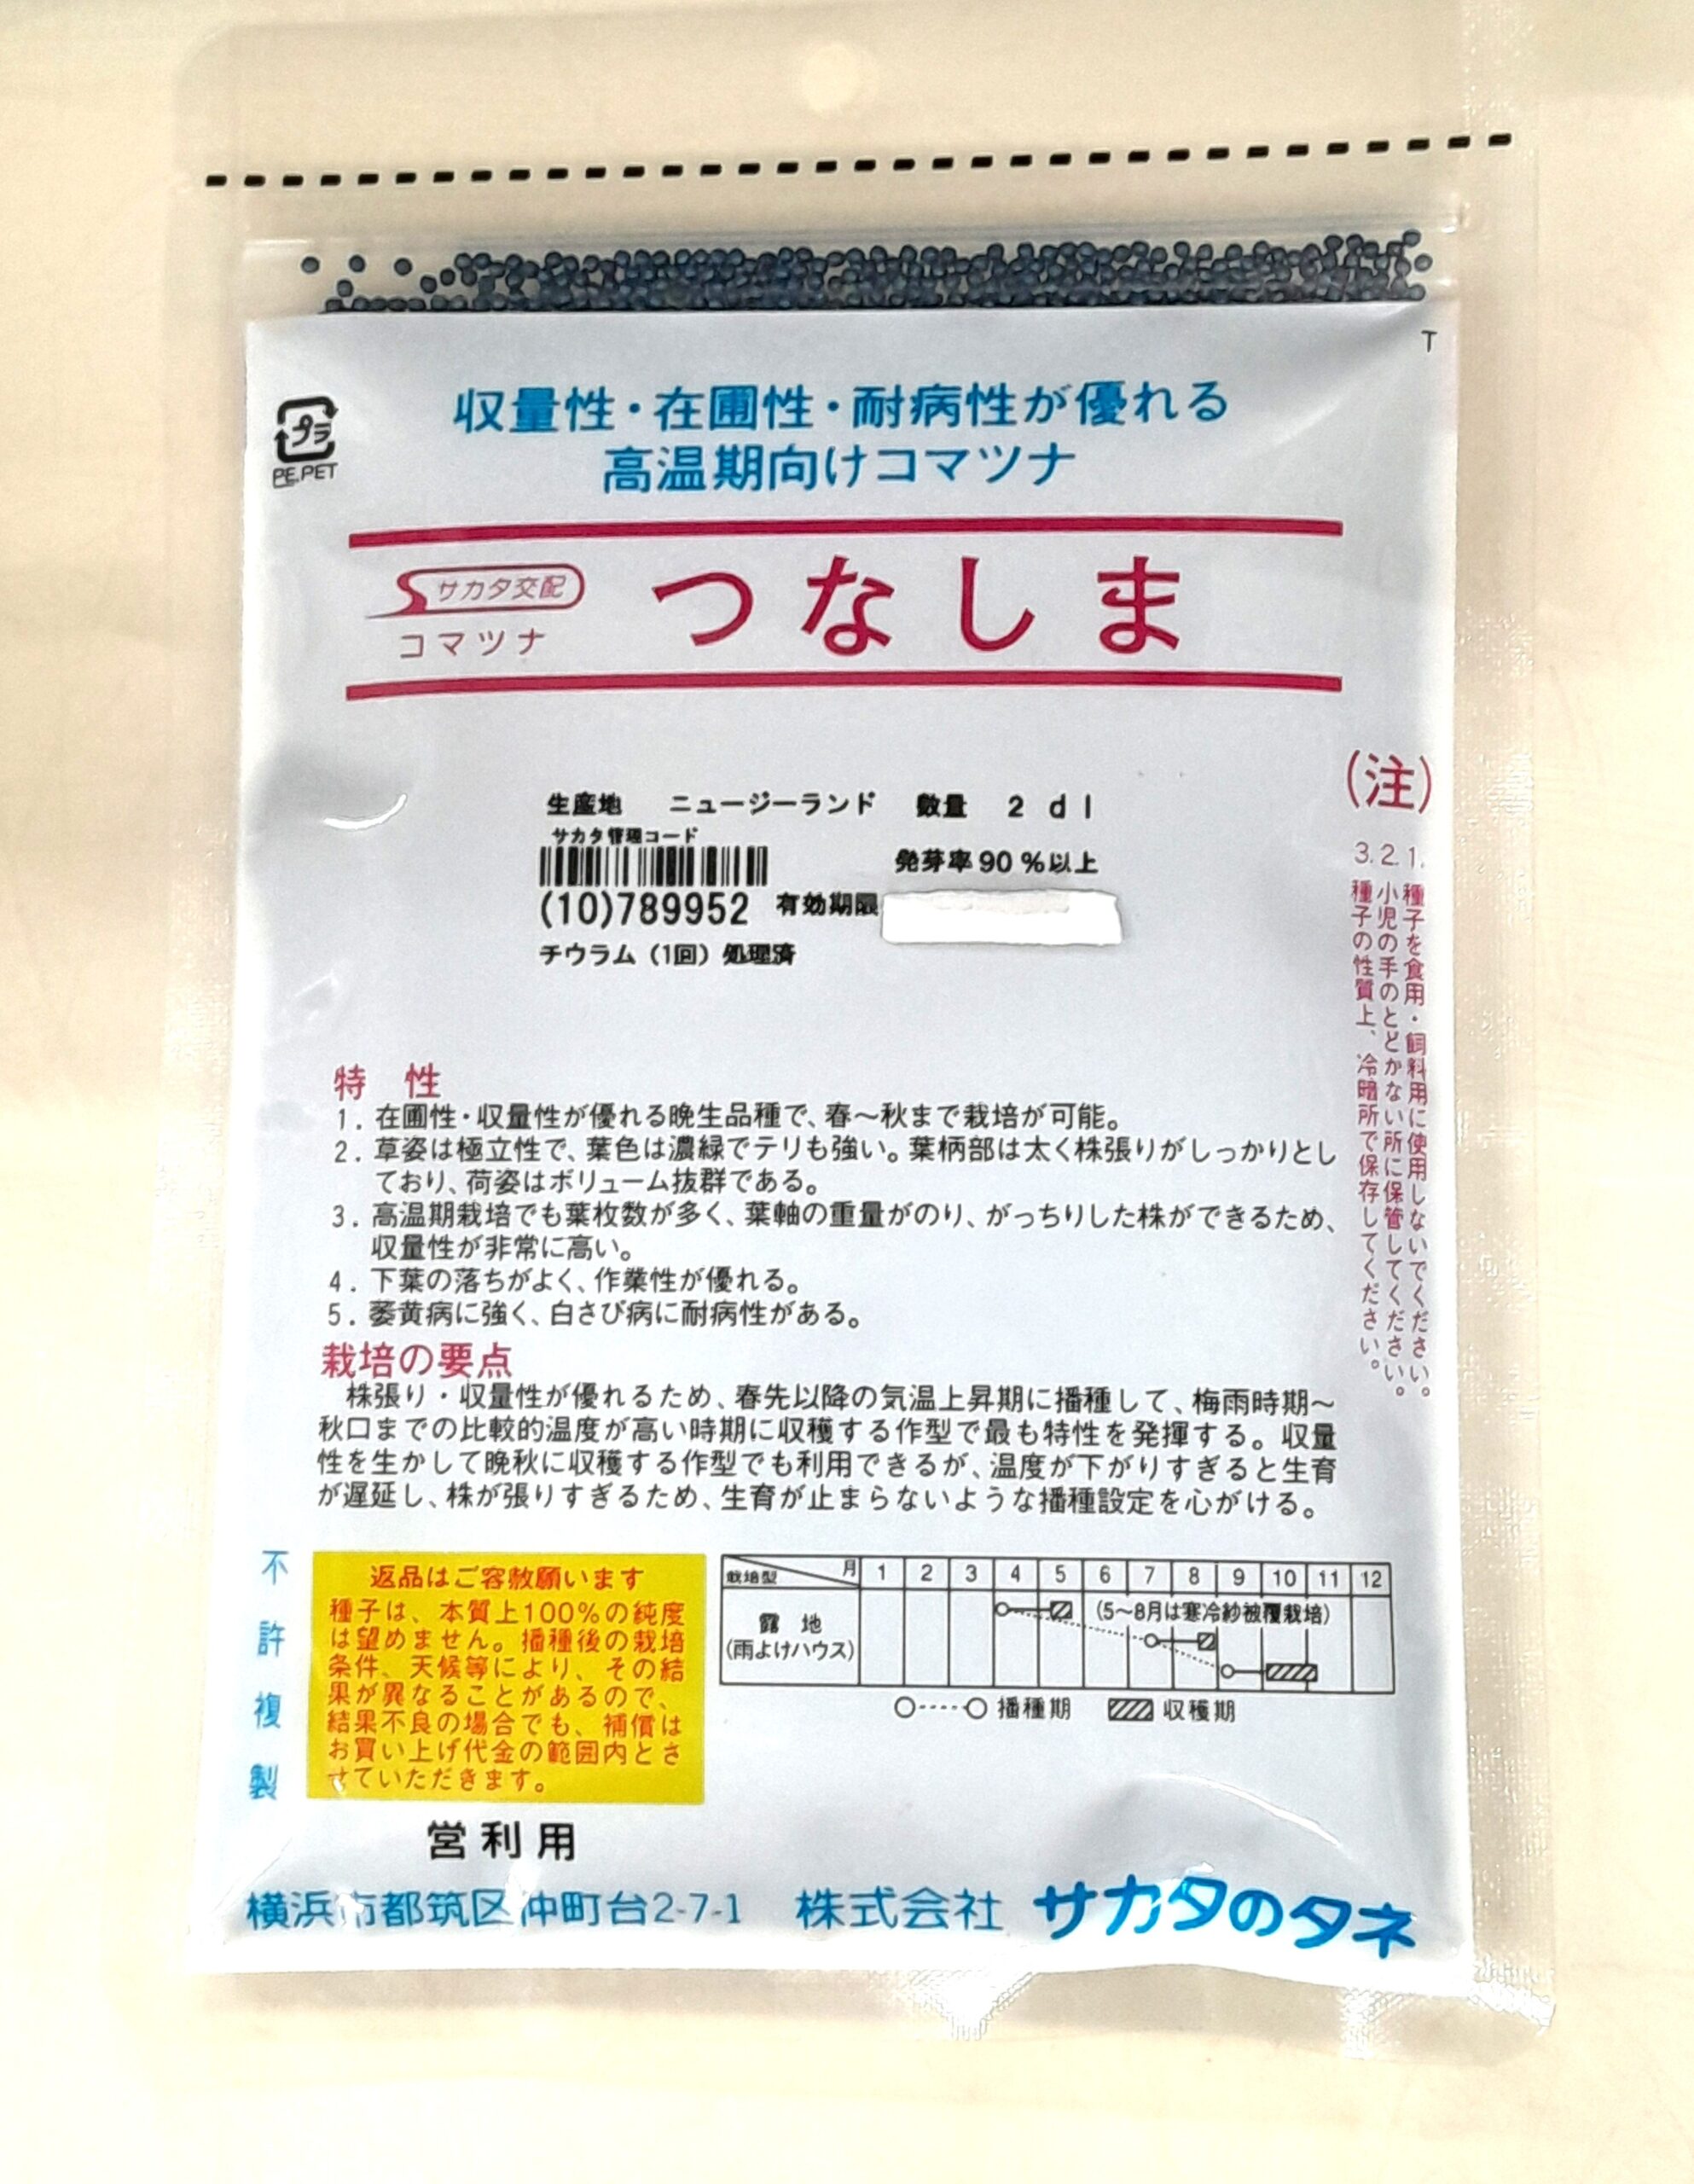 T
プラ
PE.PET
収量性・在圃性・耐病性が優れる
高温期向けコマツナ
サカタ交配
コマツナ
つなしま
生産地 ニュージーランド 数量 2 dl
サカタ管理コード
発芽率90%以上
(10)789952 有効期限
チウラム(1回)処理済
(注)
1. 種子を食用・飼料用に使用しないでください。
2. 小児の手のとどかない所に保管してください。
3. 種子の性質上、冷暗所で保存してください。
特 性
1. 在圃性・収量性が優れる晩生品種で、春~秋まで栽培が可能。
2. 草姿は極立性で、葉色は濃緑でテリも強い。葉柄部は太く株張りがしっかりとし
ており、荷姿はボリューム抜群である。
3. 高温期栽培でも葉枚数が多く、葉軸の重量がのり、がっちりした株ができるため、
収量性が非常に高い。
4. 下葉の落ちがよく、作業性が優れる。
5. 萎黄病に強く、白さび病に耐病性がある。
栽培の要点
株張り・収量性が優れるため、春先以降の気温上昇期に播種して、梅雨時期~
秋口までの比較的温度が高い時期に収穫する作型で最も特性を発揮する。収量
性を生かして晩秋に収穫する作型でも利用できるが、温度が下がりすぎると生育
が遅延し、株が張りすぎるため、生育が止まらないような播種設定を心がける。
不許複製
返品はご容赦願います
種子は、本質上100%の純度
は望めません。播種後の栽培
条件、天候等により、その結
果が異なることがあるので、
結果不良の場合でも、補償は
お買い上げ代金の範囲内とさ
せていただきます。
栽培型 月 1 2 3 4 5 6 7 8 9 10 11 12
露 地
(雨よけハウス)
(5~8月は寒冷紗被覆栽培)
播種期 収穫期
営利用
横浜市都筑区仲町台2-7-1 株式会社 サカタのタネ